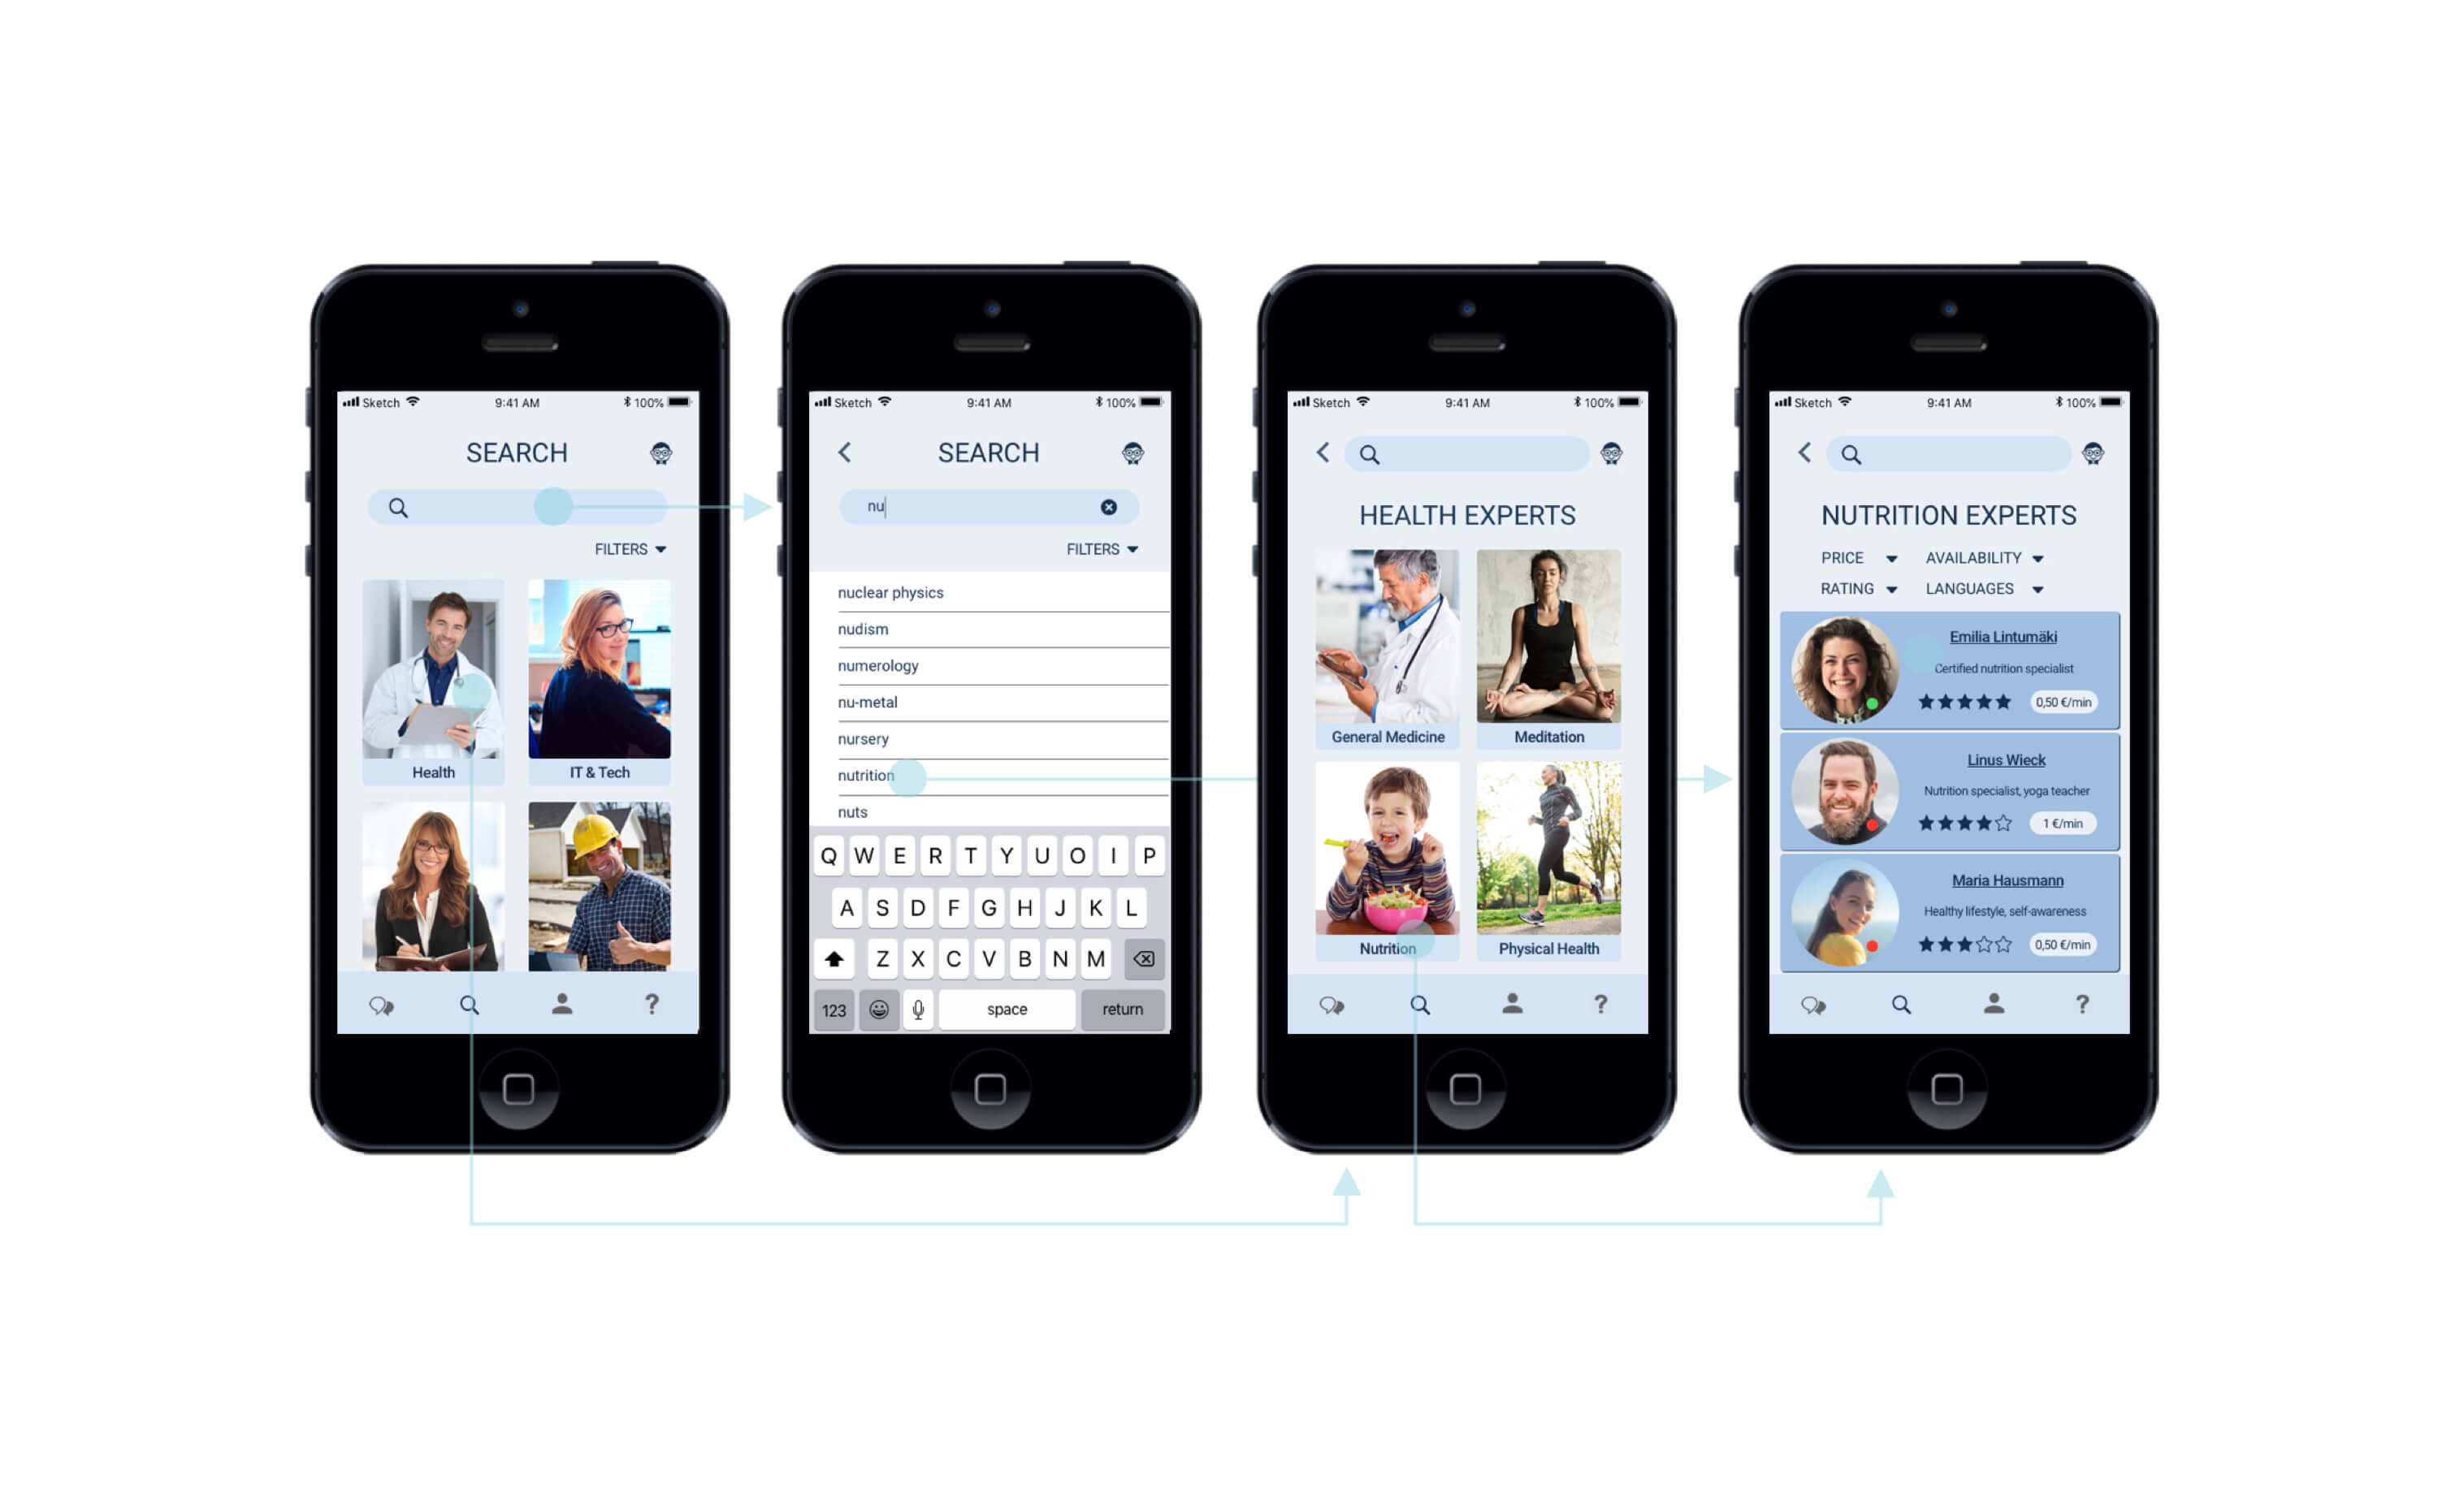 Sketch 9:41 AM 100%
SEARCH
FILTERS
Health IT & Tech
?
Sketch 9:41 AM 100%
SEARCH
nu
FILTERS
nuclear physics
nudism
numerology
nu-metal
nursery
nutrition
nuts
Q W E R T Y U O I P
A S D F G H J K L
Z X C V B N M
123 space return
Sketch 9:41 AM 100%
HEALTH EXPERTS
General Medicine Meditation
Nutrition Physical Health
?
Sketch 9:41 AM 100%
NUTRITION EXPERTS
PRICE AVAILABILITY
RATING LANGUAGES
Emilia Lintumäki
Certified nutrition specialist
0,50 €/min
Linus Wieck
Nutrition specialist, yoga teacher
1 €/min
Maria Hausmann
Healthy lifestyle, self-awareness
0,50 €/min
?